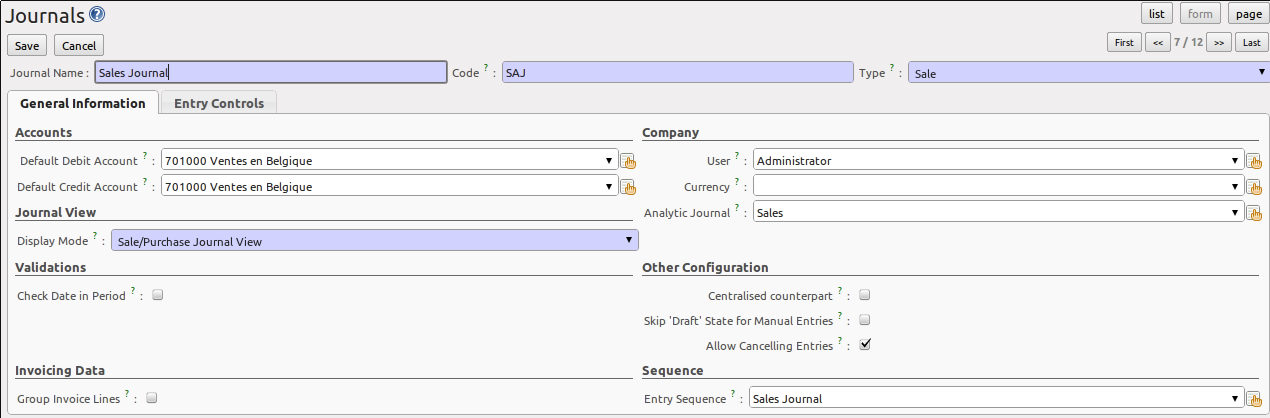 Journals ?
list form page
Save Cancel
First << 7 / 12 >> Last
Journal Name : Sales Journal Code ? : SAJ Type ? : Sale
General Information Entry Controls
Accounts
Default Debit Account ? : 701000 Ventes en Belgique
Default Credit Account ? : 701000 Ventes en Belgique
Company
User ? : Administrator
Currency ? :
Analytic Journal ? : Sales
Journal View
Display Mode ? : Sale/Purchase Journal View
Validations
Check Date in Period ? :
Other Configuration
Centralised counterpart ? :
Skip 'Draft' State for Manual Entries ? :
Allow Cancelling Entries ? :
Invoicing Data
Group Invoice Lines ? :
Sequence
Entry Sequence ? : Sales Journal